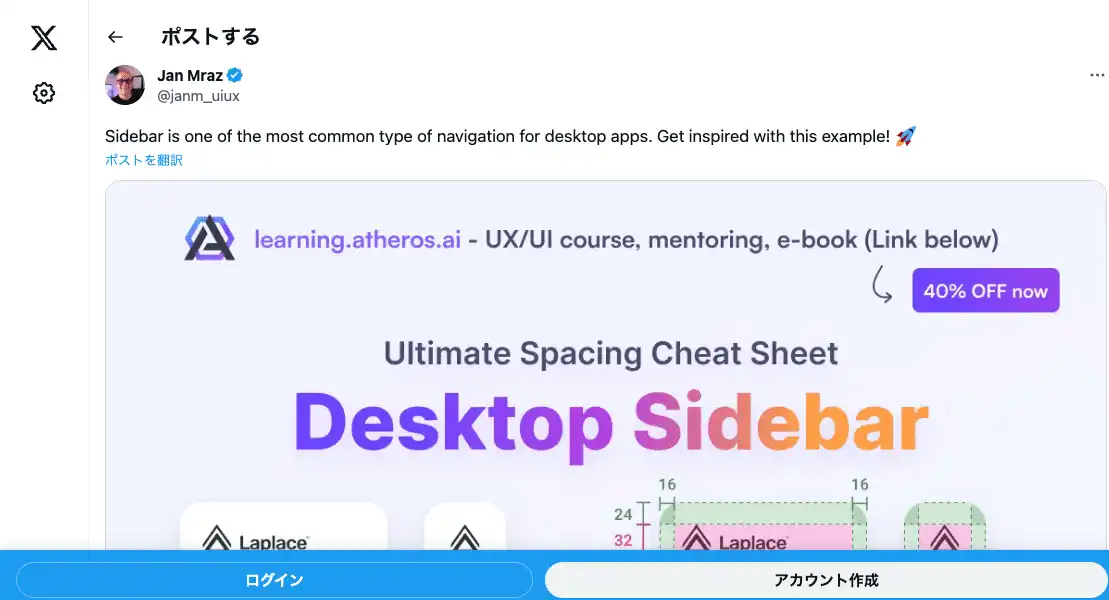 ポストする
Jan Mraz
@janm_uiux
Sidebar is one of the most common type of navigation for desktop apps. Get inspired with this example! 🚀
ポストを翻訳
learning.atheros.ai - UX/UI course, mentoring, e-book (Link below)
40% OFF now
Ultimate Spacing Cheat Sheet
Desktop Sidebar
16 16
24
32
Laplace Laplace
ログイン アカウント作成